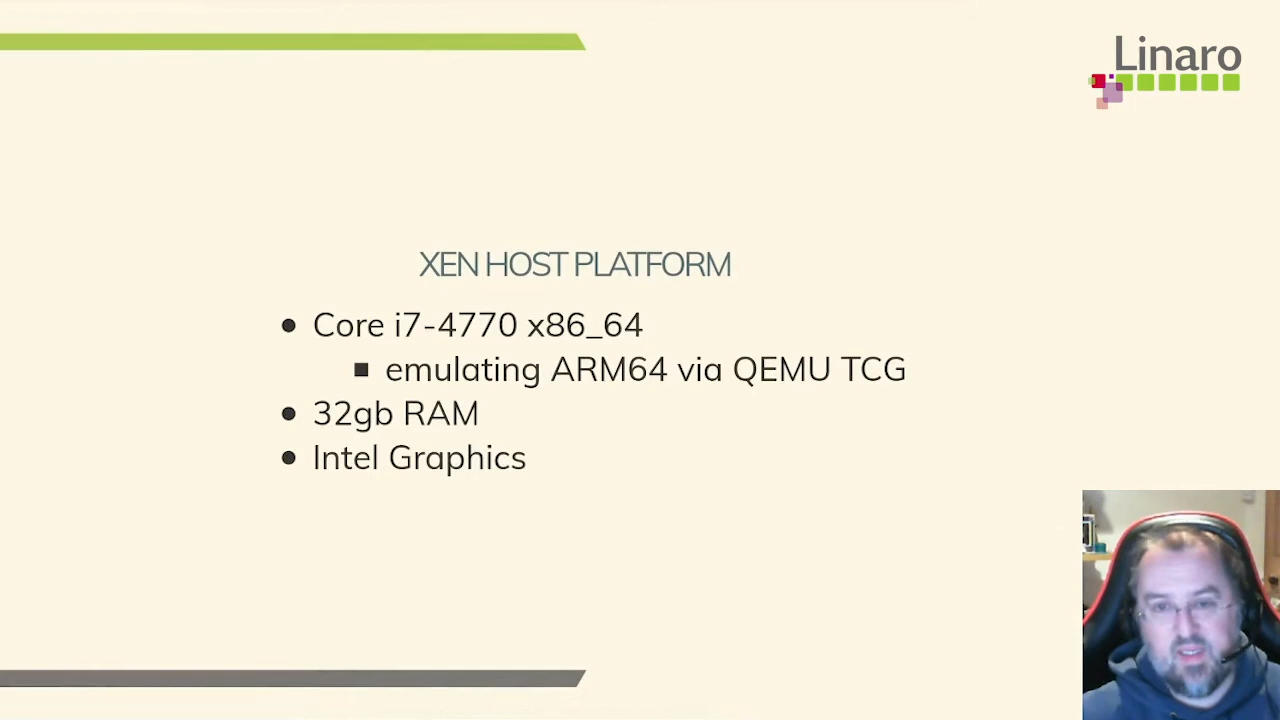 Linaro
XEN HOST PLATFORM
Core i7-4770 x86_64
emulating ARM64 via QEMU TCG
32gb RAM
Intel Graphics